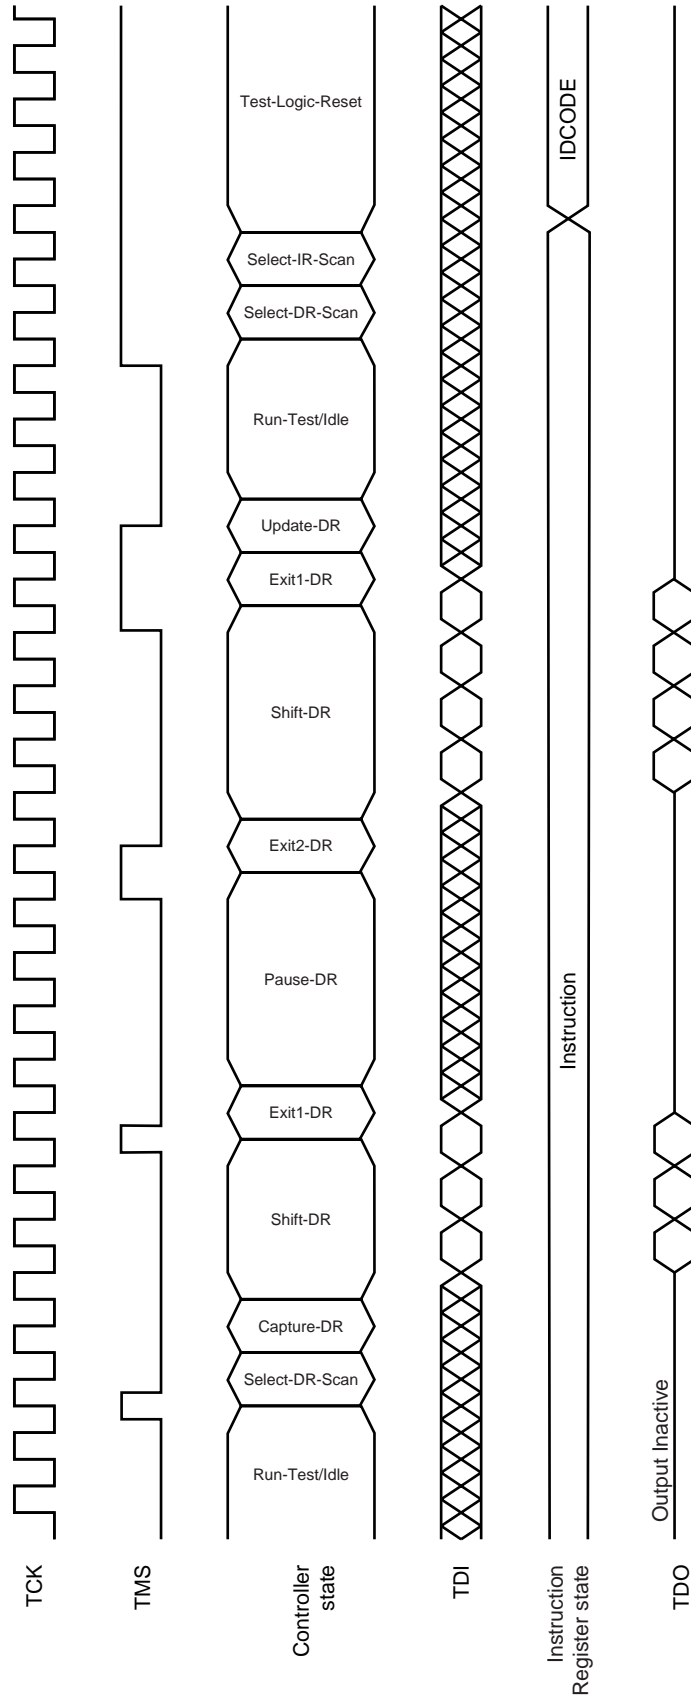 TCK
TMS
Controller
state
TDI
Instruction
Register state
TDO
Run-Test/Idle
Select-DR-Scan
Capture-DR
Shift-DR
Exit1-DR
Pause-DR
Exit2-DR
Shift-DR
Exit1-DR
Update-DR
Run-Test/Idle
Select-DR-Scan
Select-IR-Scan
Test-Logic-Reset
Instruction
IDCODE
Output Inactive